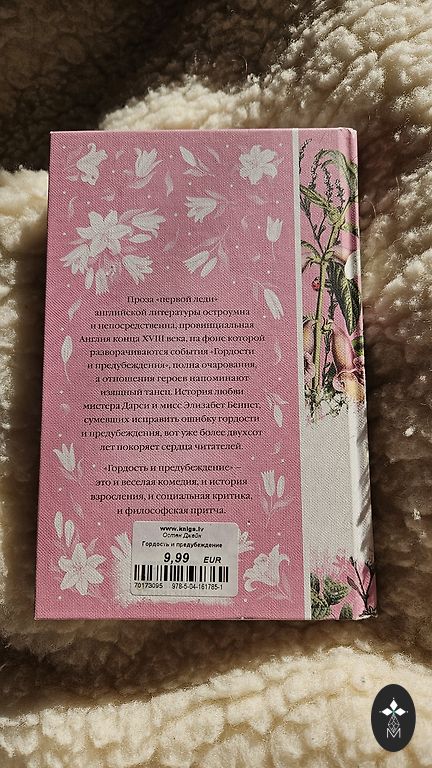 Проза «первой леди»
английской литературы остроумна
и непосредственна, провинциальная
Англия конца XVIII века, на фоне которой
разворачиваются события «Гордости
и предубеждения», полна очарования,
а отношения героев напоминают
изящный танец. История любви
мистера Дарси и мисс Элизабет Беннет,
сумевших исправить ошибку гордости
и предубеждения, вот уже более двухсот
лет покоряет сердца читателей.
«Гордость и предубеждение» –
это и веселая комедия, и история
взросления, и социальная критика,
и философская притча.
www.kniga.lv
Остен Джейн
Гордость и предубеждение
9,99 EUR
70173095 978-5-04-161785-1
M